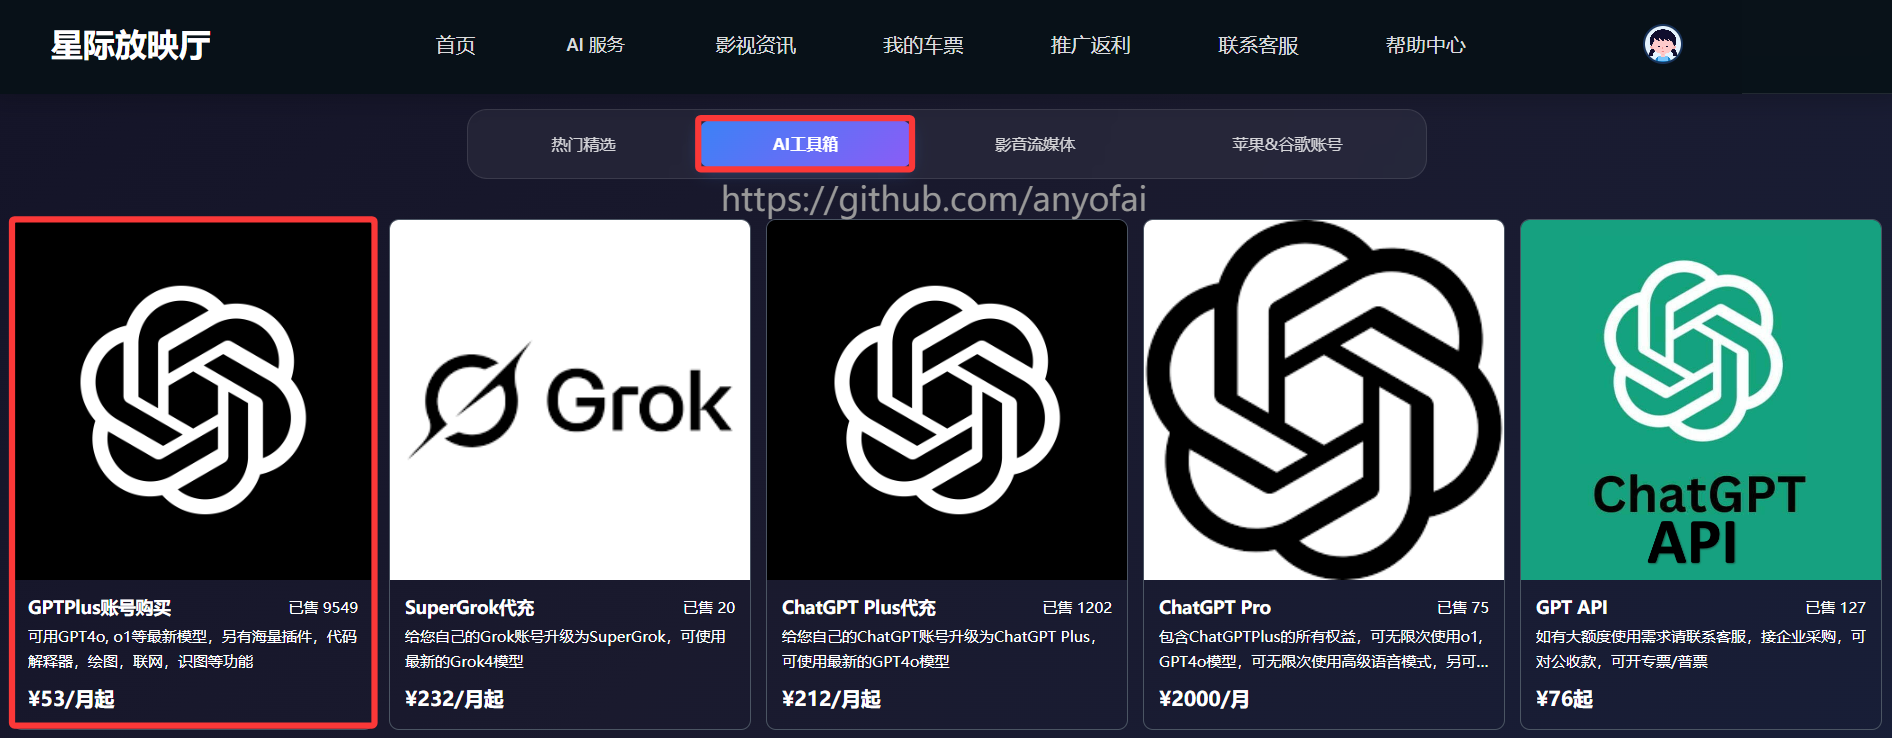 星际放映厅
首页
AI 服务
影视资讯
我的车票
推广返利
联系客服
帮助中心
热门精选
AI工具箱
影音流媒体
苹果&谷歌账号
https://github.com/anyofai
GPTPlus账号购买
已售 9549
可用GPT4o, o1等最新模型，另有海量插件，代码
解释器，绘图，联网，识图等功能
¥53/月起
Grok
SuperGrok代充
已售 20
给您自己的Grok账号升级为SuperGrok，可使用
最新的Grok4模型
¥232/月起
ChatGPT Plus代充
已售 1202
给您自己的ChatGPT账号升级为ChatGPT Plus，
可使用最新的GPT4o模型
¥212/月起
ChatGPT Pro
已售 75
包含ChatGPTPlus的所有权益，可无限次使用o1,
GPT4o模型，可无限次使用高级语音模式，另可...
¥2000/月
ChatGPT
API
GPT API
已售 127
如有大额度使用需求请联系客服，接企业采购，可
对公收款，可开专票/普票
¥76起